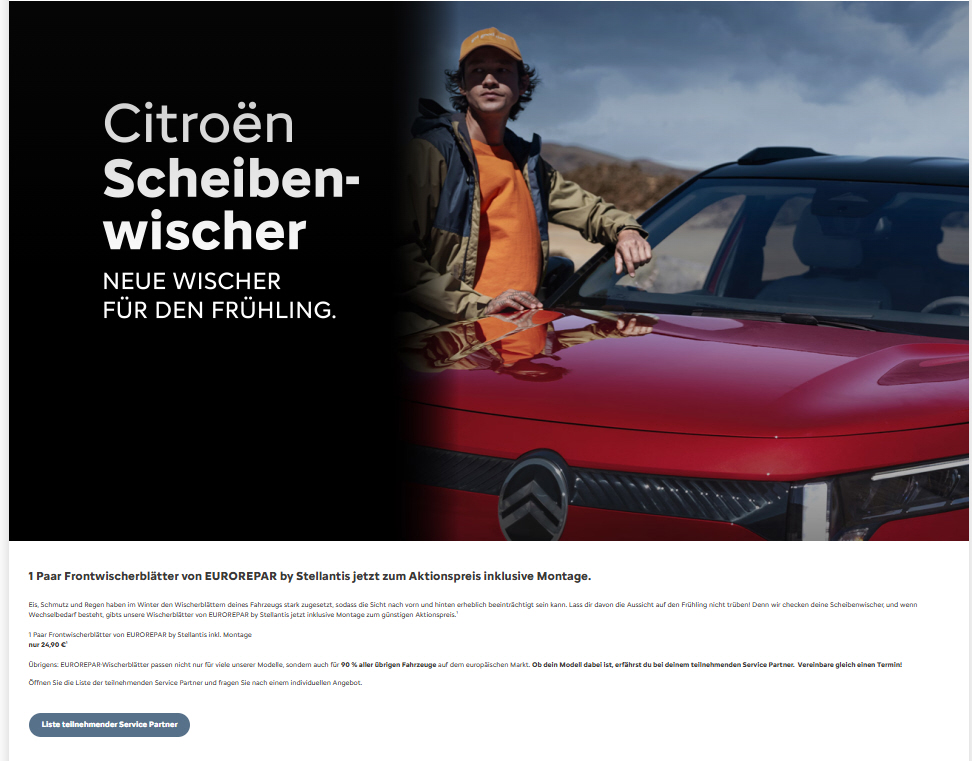 Citroën
Scheiben-
wischer
NEUE WISCHER
FÜR DEN FRÜHLING.
1 Paar Frontwischerblätter von EUROREPAR by Stellantis jetzt zum Aktionspreis inklusive Montage.
Eis, Schmutz und Regen haben im Winter den Wischerblättern deines Fahrzeugs stark zugesetzt, sodass die Sicht nach vorn und hinten erheblich beeinträchtigt sein kann. Lass dir davon die Aussicht auf den Frühling nicht trüben! Denn wir checken deine Scheibenwischer, und wenn
Wechselbedarf besteht, gibts unsere Wischerblätter von EUROREPAR by Stellantis jetzt inklusive Montage zum günstigen Aktionspreis.¹
1 Paar Frontwischerblätter von EUROREPAR by Stellantis inkl. Montage
nur 24,90 €¹
Übrigens: EUROREPAR-Wischerblätter passen nicht nur für viele unserer Modelle, sondern auch für 90 % aller übrigen Fahrzeuge auf dem europäischen Markt. Ob dein Modell dabei ist, erfährst du bei deinem teilnehmenden Service Partner. Vereinbare gleich einen Termin!
Öffnen Sie die Liste der teilnehmenden Service Partner und fragen Sie nach einem individuellen Angebot.
Liste teilnehmender Service Partner